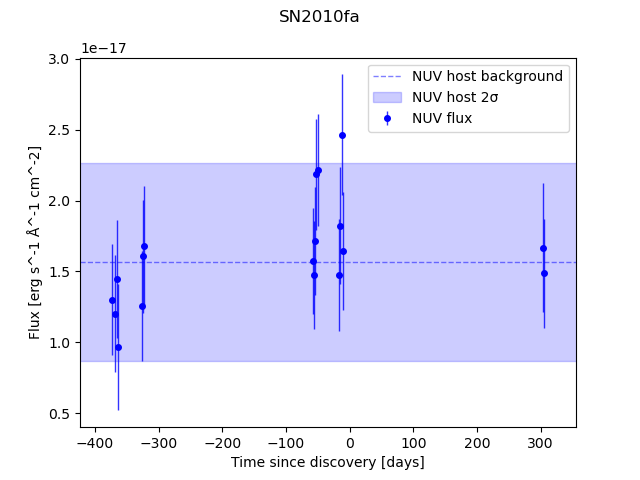 SN2010fa
1e−17
3.0
2.5
2.0
1.5
1.0
0.5
Flux [erg s^-1 Å^-1 cm^-2]
NUV host background
NUV host 2σ
NUV flux
−400 −300 −200 −100 0 100 200 300
Time since discovery [days]